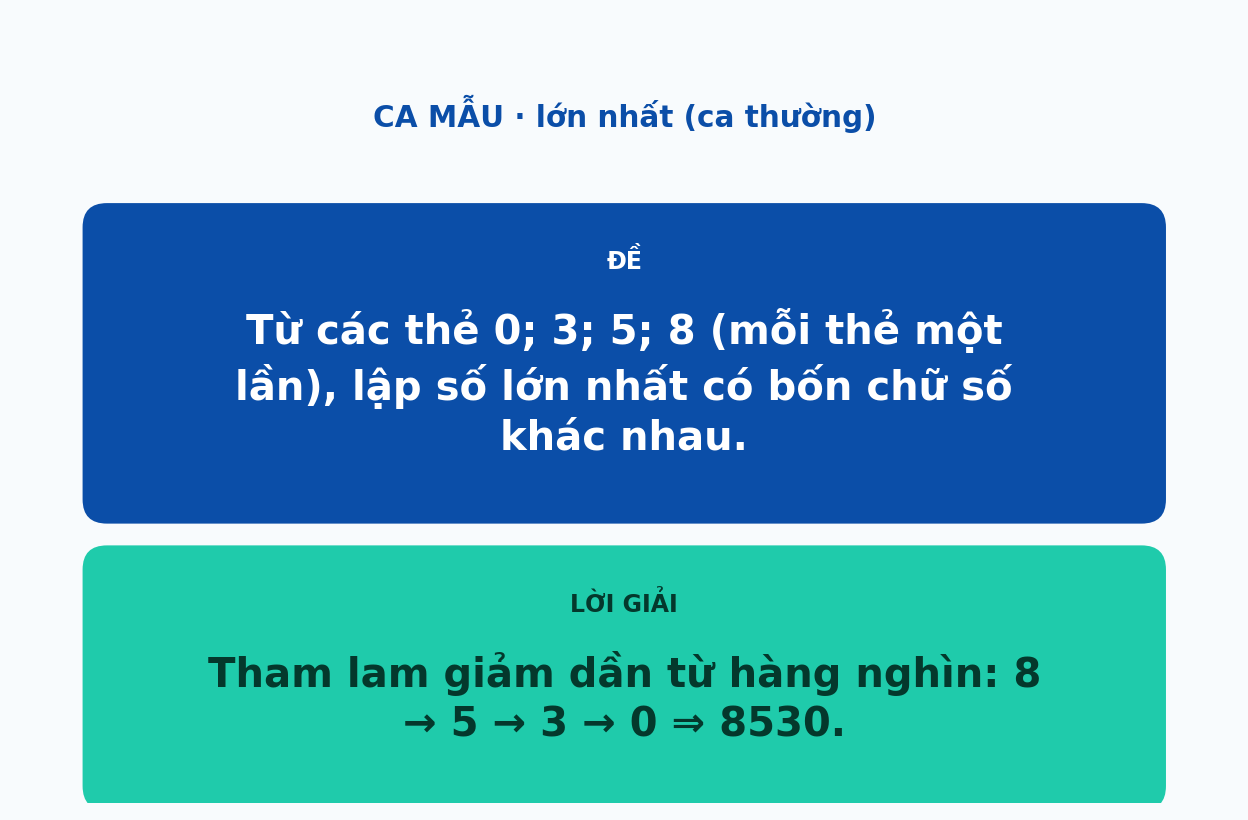 CA MẪU · lớn nhất (ca thường)
ĐỀ
Từ các thẻ 0; 3; 5; 8 (mỗi thẻ một
lần), lập số lớn nhất có bốn chữ số
khác nhau.
LỜI GIẢI
Tham lam giảm dần từ hàng nghìn: 8
→ 5 → 3 → 0 ⇒ 8530.